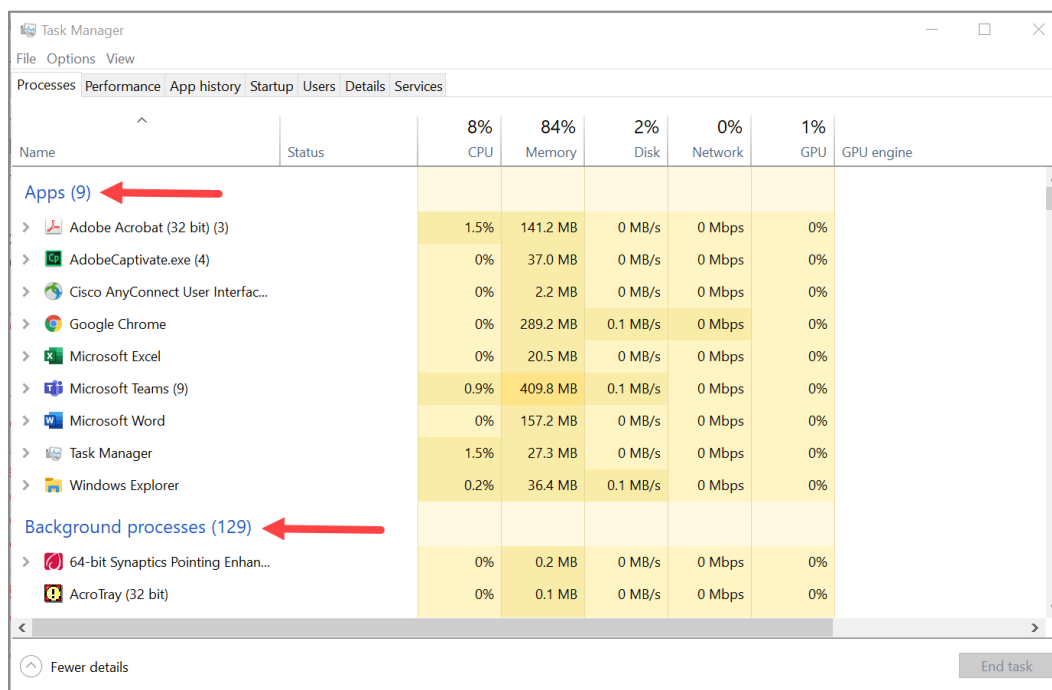 Task Manager
File Options View
Processes Performance App history Startup Users Details Services
8% 84% 2% 0% 1%
Name Status CPU Memory Disk Network GPU GPU engine
Apps (9)
Adobe Acrobat (32 bit) (3) 1.5% 141.2 MB 0 MB/s 0 Mbps 0%
Cp AdobeCaptivate.exe (4) 0% 37.0 MB 0 MB/s 0 Mbps 0%
Cisco AnyConnect User Interfac... 0% 2.2 MB 0 MB/s 0 Mbps 0%
Google Chrome 0% 289.2 MB 0.1 MB/s 0 Mbps 0%
Microsoft Excel 0% 20.5 MB 0 MB/s 0 Mbps 0%
Microsoft Teams (9) 0.9% 409.8 MB 0.1 MB/s 0 Mbps 0%
Microsoft Word 0% 157.2 MB 0 MB/s 0 Mbps 0%
Task Manager 1.5% 27.3 MB 0 MB/s 0 Mbps 0%
Windows Explorer 0.2% 36.4 MB 0.1 MB/s 0 Mbps 0%
Background processes (129)
64-bit Synaptics Pointing Enhan... 0% 0.2 MB 0 MB/s 0 Mbps 0%
AcroTray (32 bit) 0% 0.1 MB 0 MB/s 0 Mbps 0%
Fewer details End task